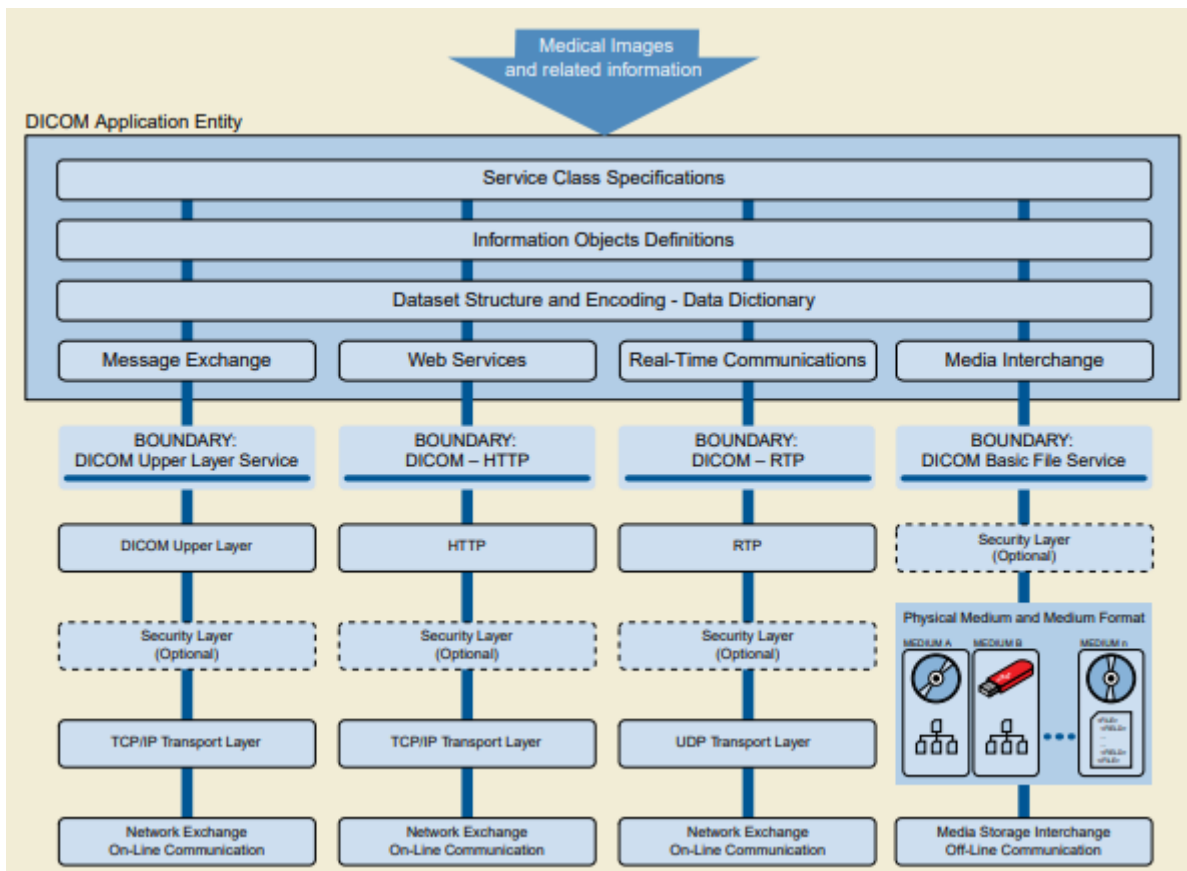 Medical Images
and related information
DICOM Application Entity
Service Class Specifications
Information Objects Definitions
Dataset Structure and Encoding - Data Dictionary
Message Exchange
Web Services
Real-Time Communications
Media Interchange
BOUNDARY:
DICOM Upper Layer Service
BOUNDARY:
DICOM – HTTP
BOUNDARY:
DICOM – RTP
BOUNDARY:
DICOM Basic File Service
DICOM Upper Layer
HTTP
RTP
Security Layer
(Optional)
Security Layer
(Optional)
Security Layer
(Optional)
Security Layer
(Optional)
Physical Medium and Medium Format
MEDIUM A
MEDIUM B
MEDIUM n
<FILE>
<FIELD>
...
...
<FIELD>
<FILE>
TCP/IP Transport Layer
TCP/IP Transport Layer
UDP Transport Layer
Network Exchange
On-Line Communication
Network Exchange
On-Line Communication
Network Exchange
On-Line Communication
Media Storage Interchange
Off-Line Communication